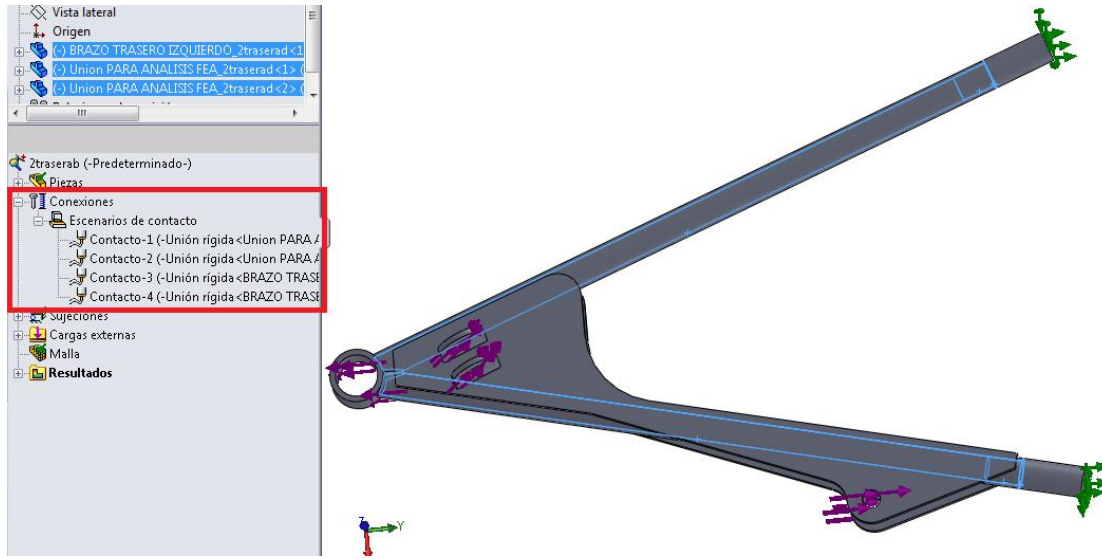 Vista lateral
Origen
(-) BRAZO TRASERO IZQUIERDO_2traserad<1
(-) Union PARA ANALISIS FEA_2traserad<1> (
(-) Union PARA ANALISIS FEA_2traserad<2> (
2traserab (-Predeterminado-)
Piezas
Conexiones
Escenarios de contacto
Contacto-1 (-Unión rígida<Union PARA A
Contacto-2 (-Unión rígida<Union PARA A
Contacto-3 (-Unión rígida<BRAZO TRASE
Contacto-4 (-Unión rígida<BRAZO TRASE
Sujeciones
Cargas externas
Malla
Resultados
Z
Y